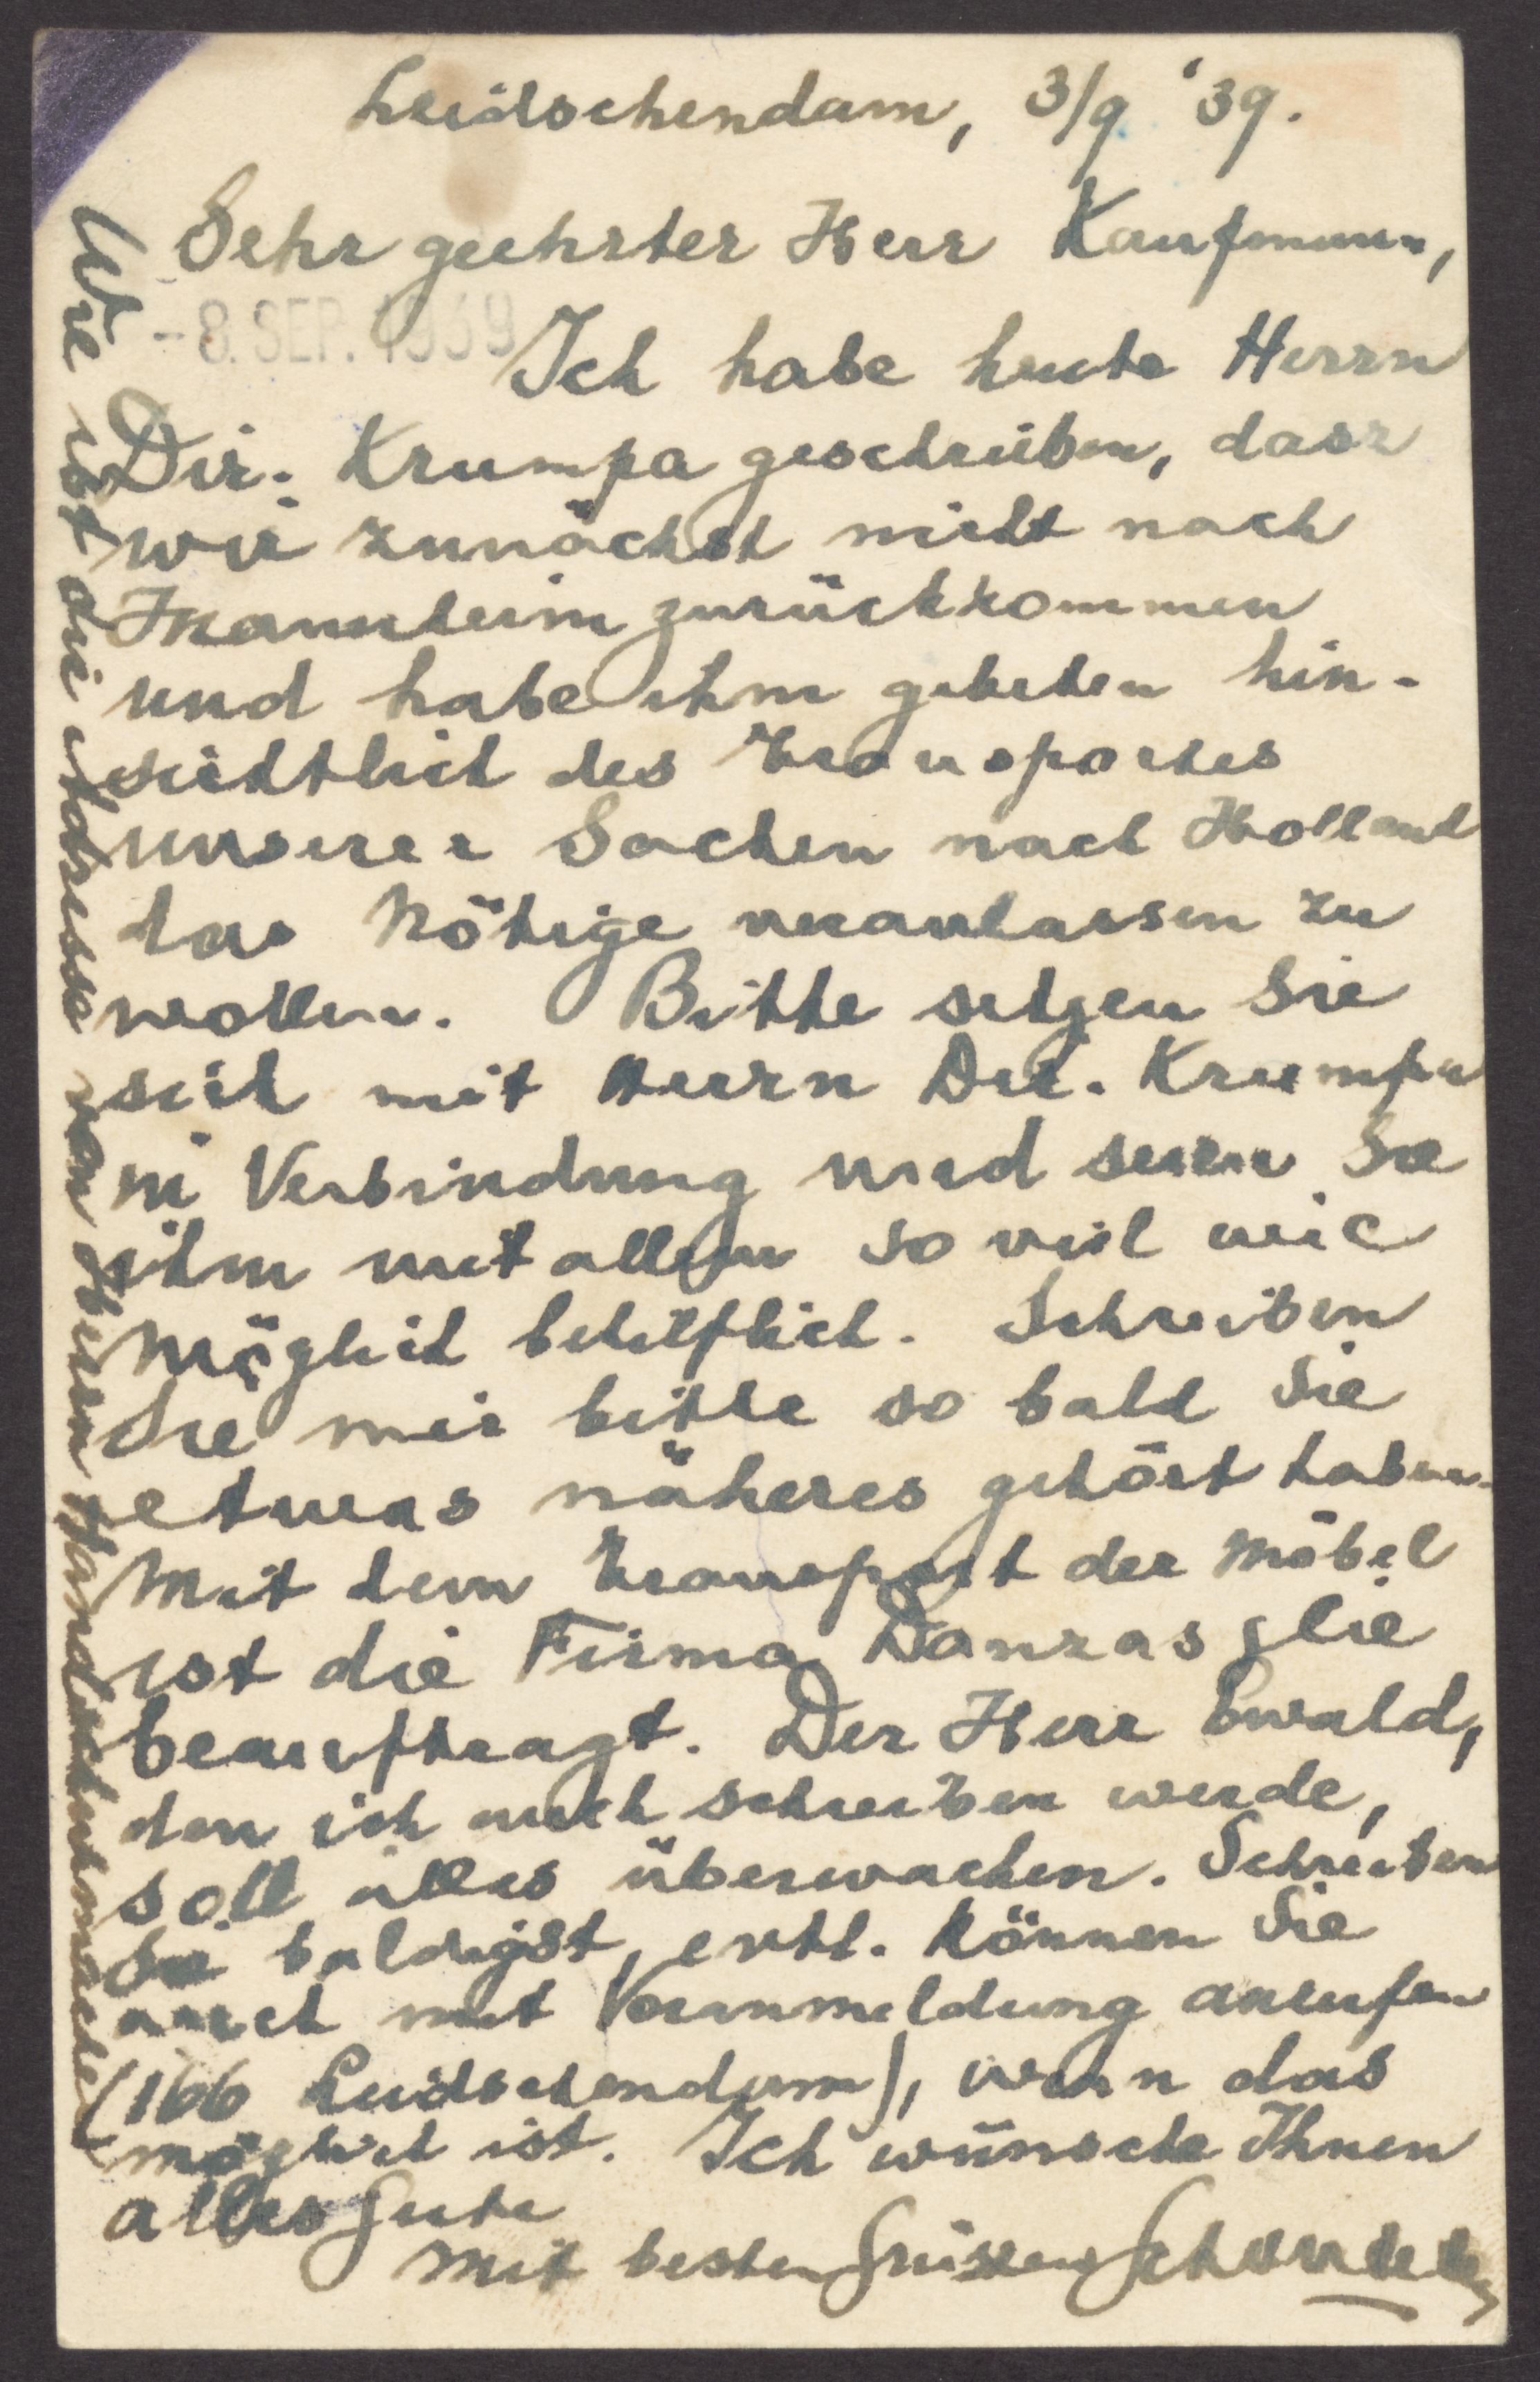 Leidschendam, 3/9 '39.
Sehr geehrter Herr Kaufmann,
-8. SEP. 1939
Ich habe heute Herrn
Dir. Krumpa geschrieben, dasz
wir zunächst nicht nach
Mannheim zurückkommen
und habe ihm gebeten hin-
sichtlich des Transportes
unserer Sachen nach Holland
das Nötige veranlassen zu
wollen. Bitte setzen Sie
sich mit Herrn Dir. Krumpa
in Verbindung und seien Sie
ihm mit allem so viel wie
möglich behilflich. Schreiben
Sie mir bitte so bald Sie
etwas näheres gehört haben.
Mit dem Transport der Möbel
ist die Firma Danzas & Cie
beauftragt. Der Herr Ewald,
den ich auch schreiben werde,
soll alles überwachen. Schreiben
Sie baldigst, evtl. können Sie
auch mit Voranmeldung anrufen
(166 Leidschendam), wenn das
möglich ist. Ich wünsche Ihnen
alles Gute
Mit besten Grüssen
Wie ist die Adresse von obersn Handschuhmacher